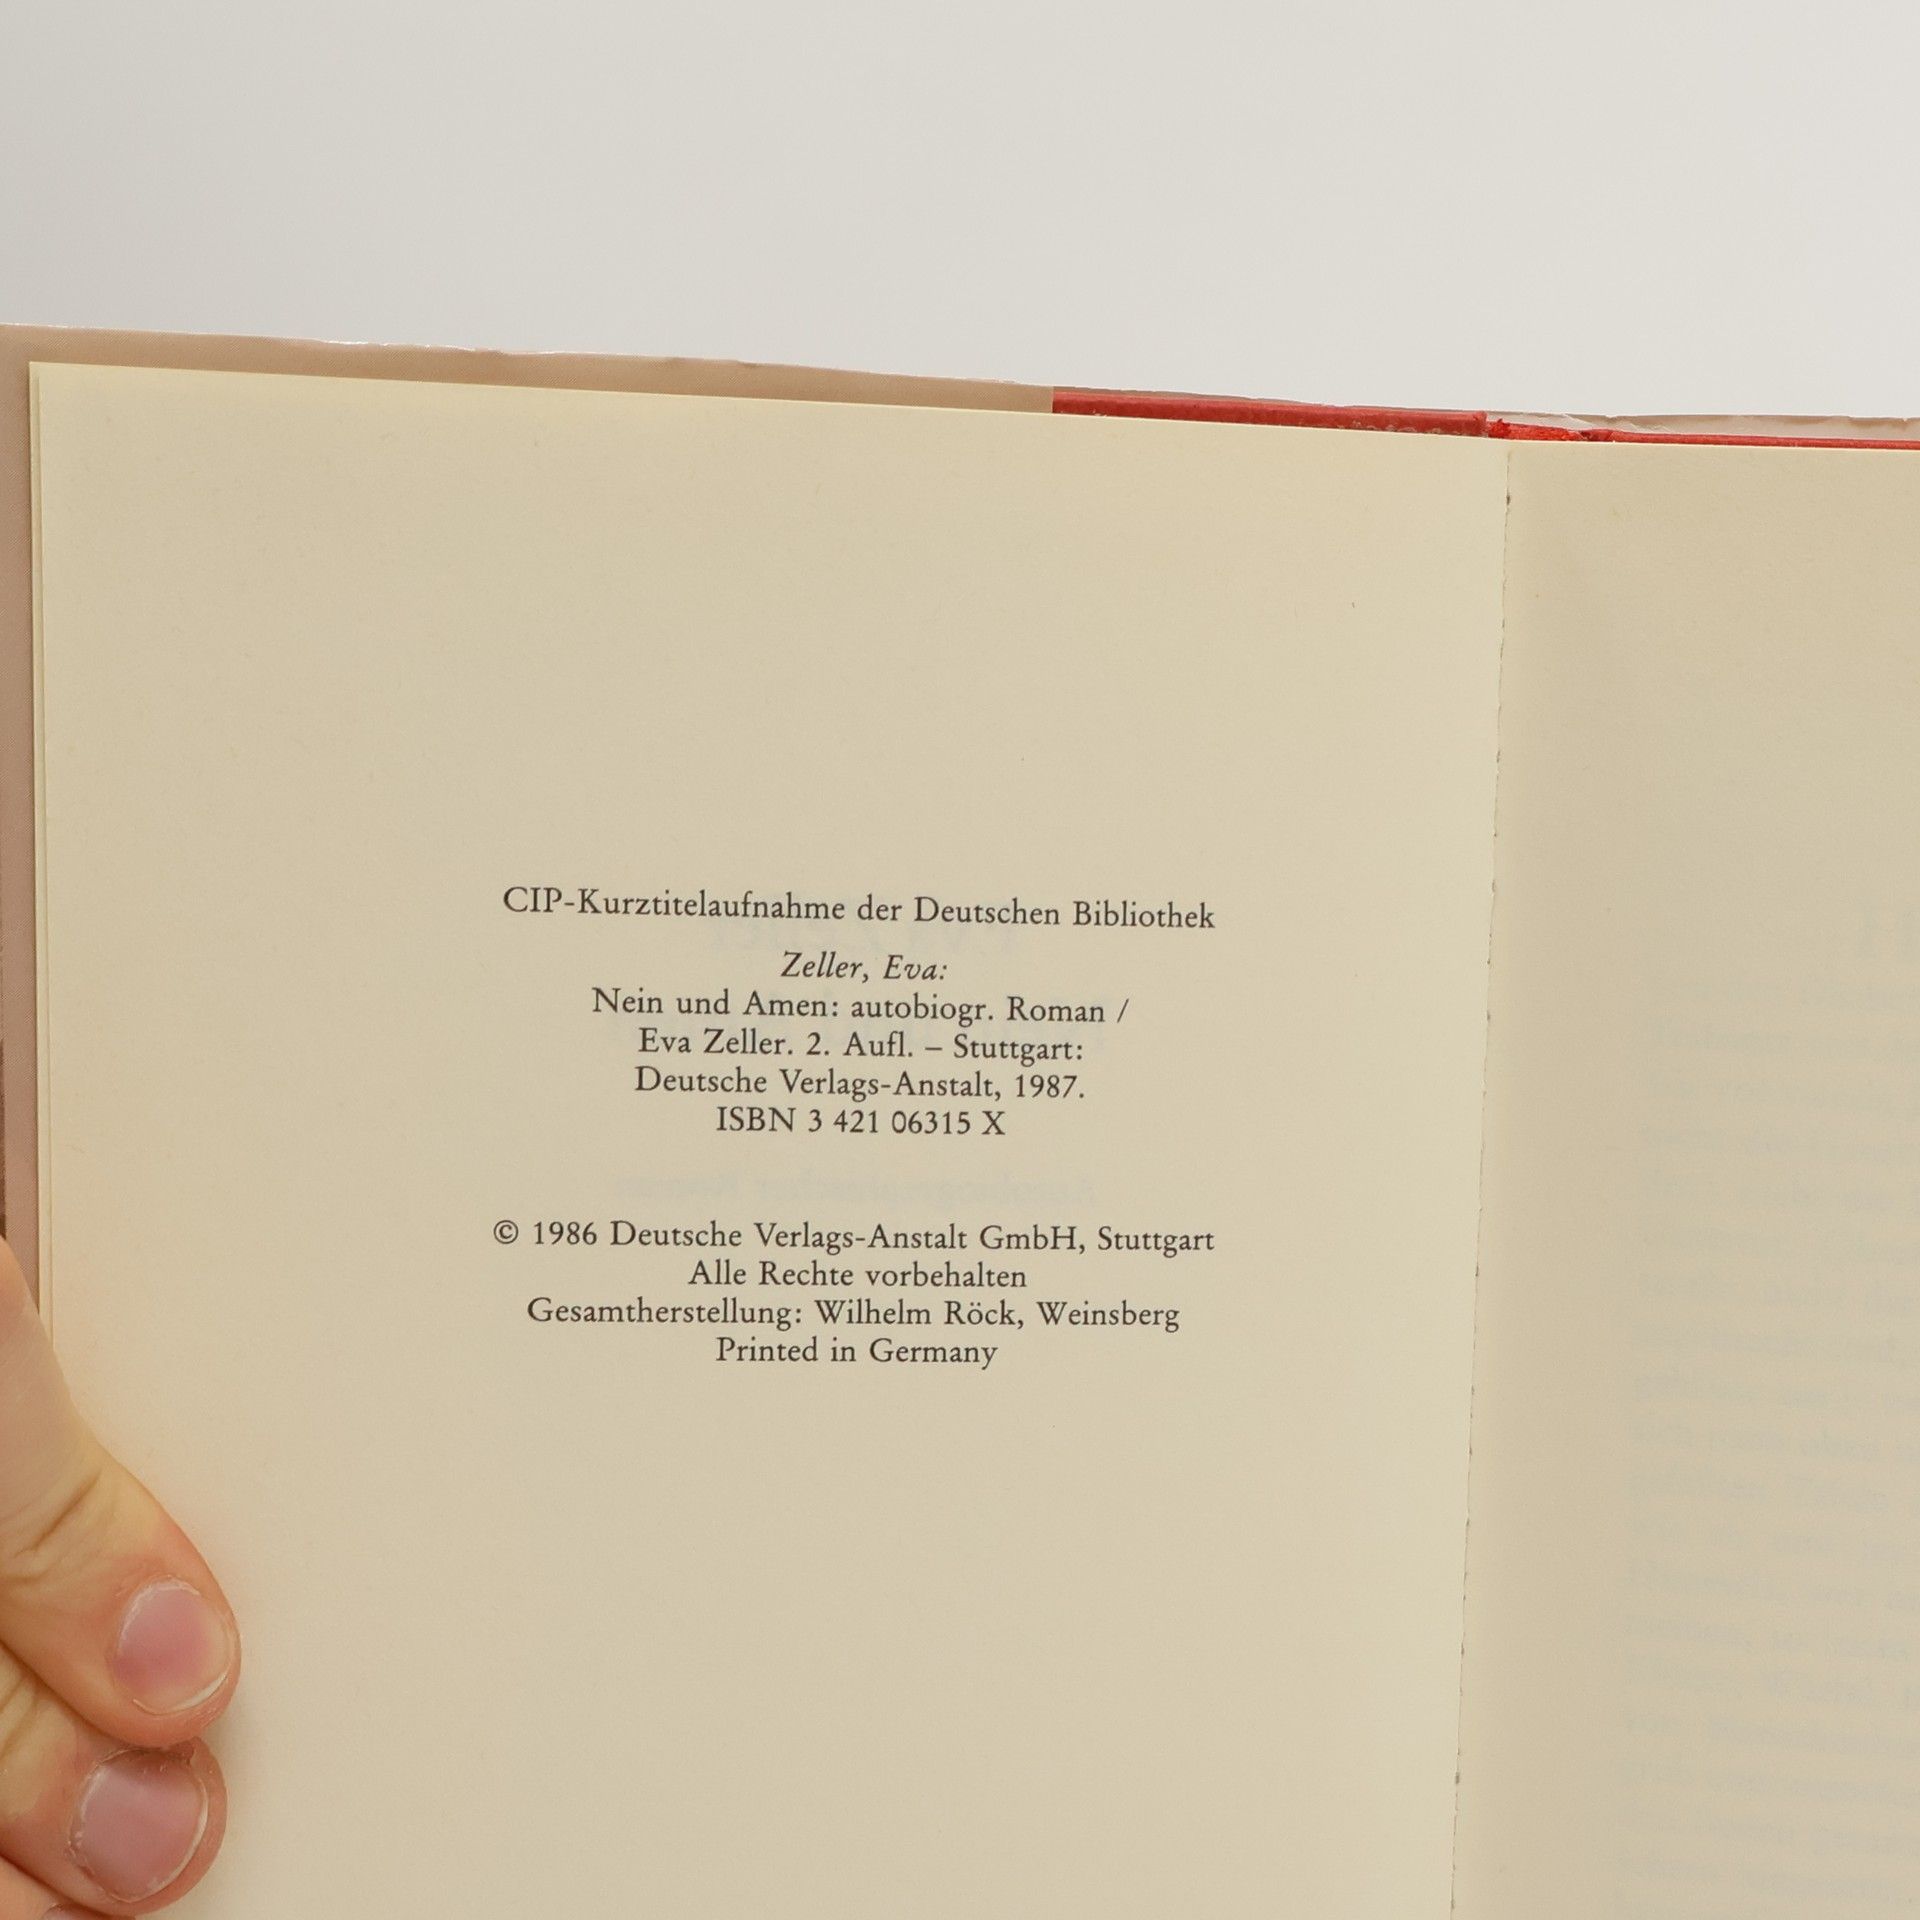 CIP-Kurztitelaufnahme der Deutschen Bibliothek
Zeller, Eva:
Nein und Amen: autobiogr. Roman /
Eva Zeller. 2. Aufl. – Stuttgart:
Deutsche Verlags-Anstalt, 1987.
ISBN 3 421 06315 X
© 1986 Deutsche Verlags-Anstalt GmbH, Stuttgart
Alle Rechte vorbehalten
Gesamtherstellung: Wilhelm Röck, Weinsberg
Printed in Germany